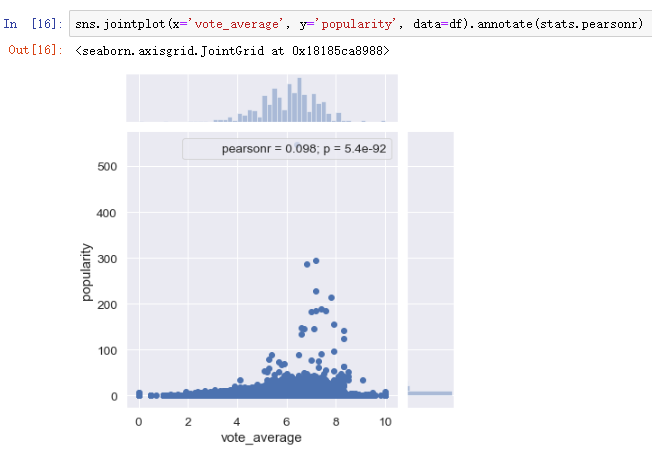 In [16]: sns.jointplot(x='vote_average', y='popularity', data=df).annotate(stats.pearsonr)
Out[16]: <seaborn.axisgrid.JointGrid at 0x18185ca8988>
pearsonr = 0.098; p = 5.4e-92
500
400
300
200
100
0
popularity
0 2 4 6 8 10
vote_average